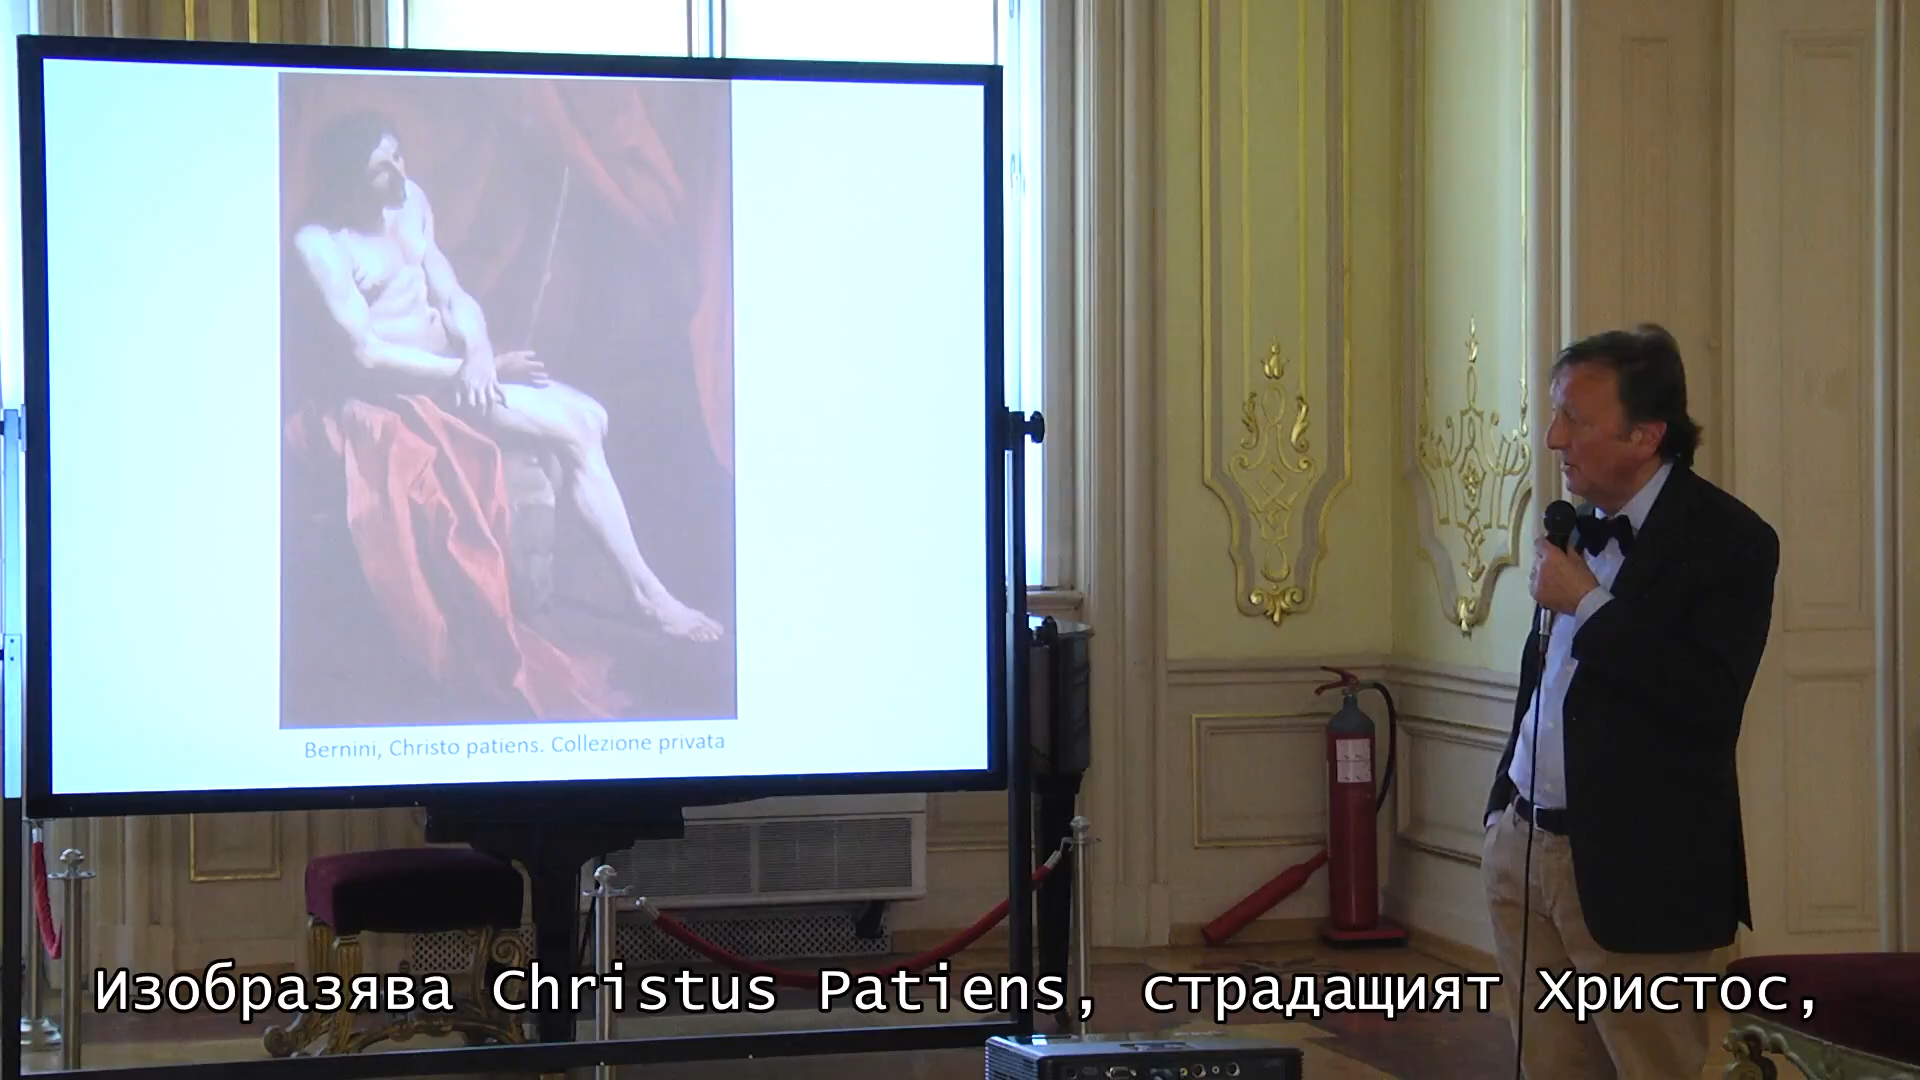 Bernini, Christo patiens. Collezione privata
Изобразява Christus Patiens, страдащият Христос,